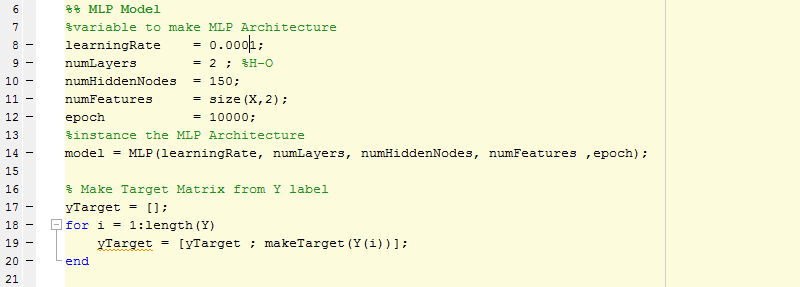 6 %% MLP Model
7 %variable to make MLP Architecture
8 — learningRate    = 0.0001;
9 — numLayers       = 2 ; %H-O
10 — numHiddenNodes  = 150;
11 — numFeatures     = size(X,2);
12 — epoch           = 10000;
13 %instance the MLP Architecture
14 — model = MLP(learningRate, numLayers, numHiddenNodes, numFeatures ,epoch);
15
16 % Make Target Matrix from Y label
17 — yTarget = [];
18 — for i = 1:length(Y)
19 —     yTarget = [yTarget ; makeTarget(Y(i))];
20 — end
21